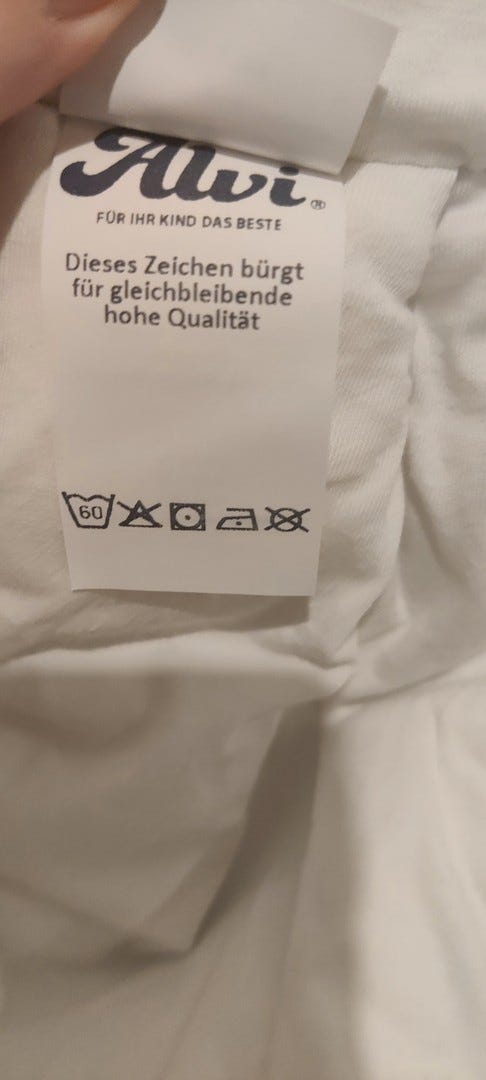 Alvi®
FÜR IHR KIND DAS BESTE
Dieses Zeichen bürgt
für gleichbleibende
hohe Qualität
60